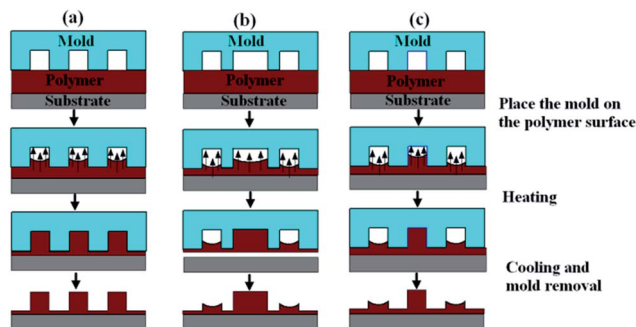 (a)
(b)
(c)
Mold
Mold
Mold
Polymer
Polymer
Polymer
Substrate
Substrate
Substrate
Place the mold on
the polymer surface
Heating
Cooling and
mold removal